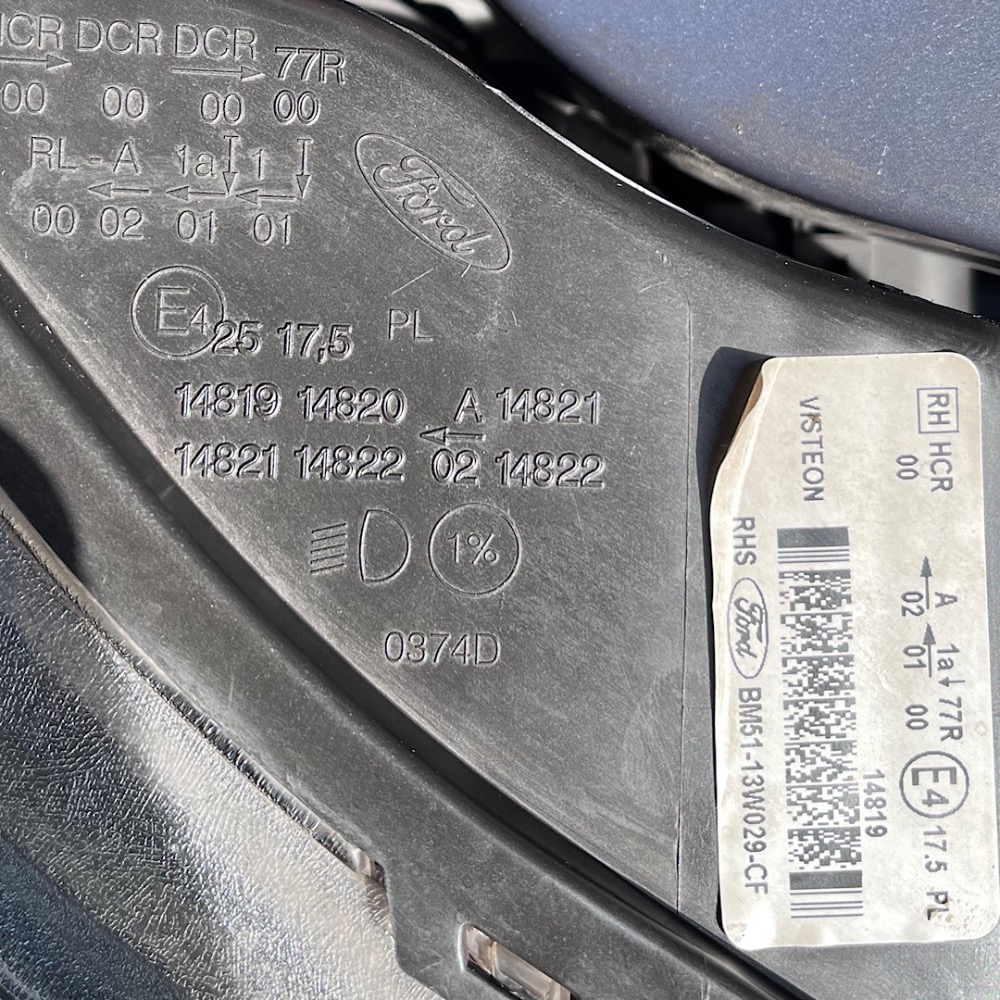 HCR DCR DCR 77R
00 00 00 00
RL-A 1a 1
00 02 01 01
Ford
E4 25 17,5 PL
14819 14820 A 14821
14821 14822 02 14822
1%
0374D
RH HCR A 1a 77R E4 17.5 PL
00 02 01 00
14819
VISTEON
RHS Ford BM51-13W029-CF